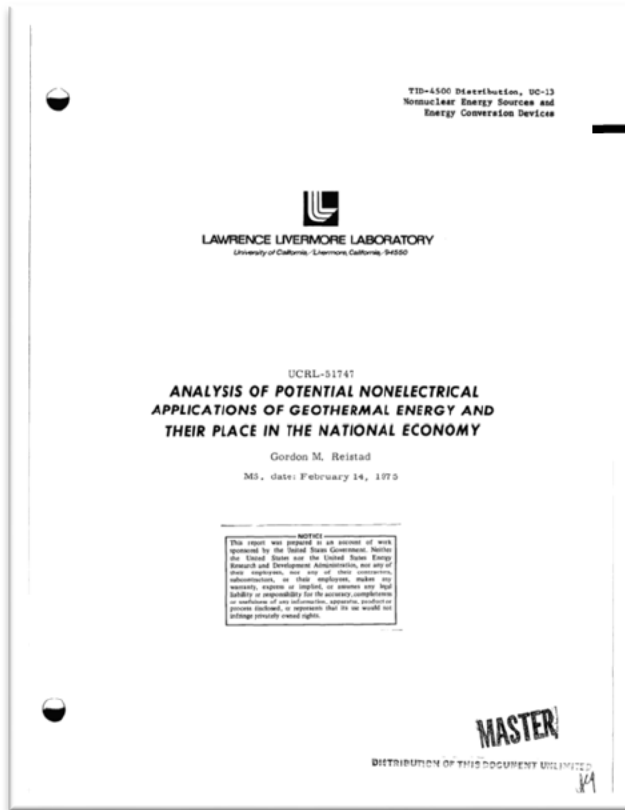 TID-4500 Distribution, UC-13
Nonnuclear Energy Sources and
Energy Conversion Devices
LAWRENCE LIVERMORE LABORATORY
University of California/Livermore, California/94550
UCRL-51747
ANALYSIS OF POTENTIAL NONELECTRICAL
APPLICATIONS OF GEOTHERMAL ENERGY AND
THEIR PLACE IN THE NATIONAL ECONOMY
Gordon M. Reistad
MS. date: February 14, 1975
NOTICE
This report was prepared as an account of work
sponsored by the United States Government. Neither
the United States nor the United States Energy
Research and Development Administration, nor any of
their employees, nor any of their contractors,
subcontractors, or their employees, makes any
warranty, express or implied, or assumes any legal
liability or responsibility for the accuracy, completeness
or usefulness of any information, apparatus, product or
process disclosed, or represents that its use would not
infringe privately owned rights.
MASTER
DISTRIBUTION OF THIS DOCUMENT UNLIMITED